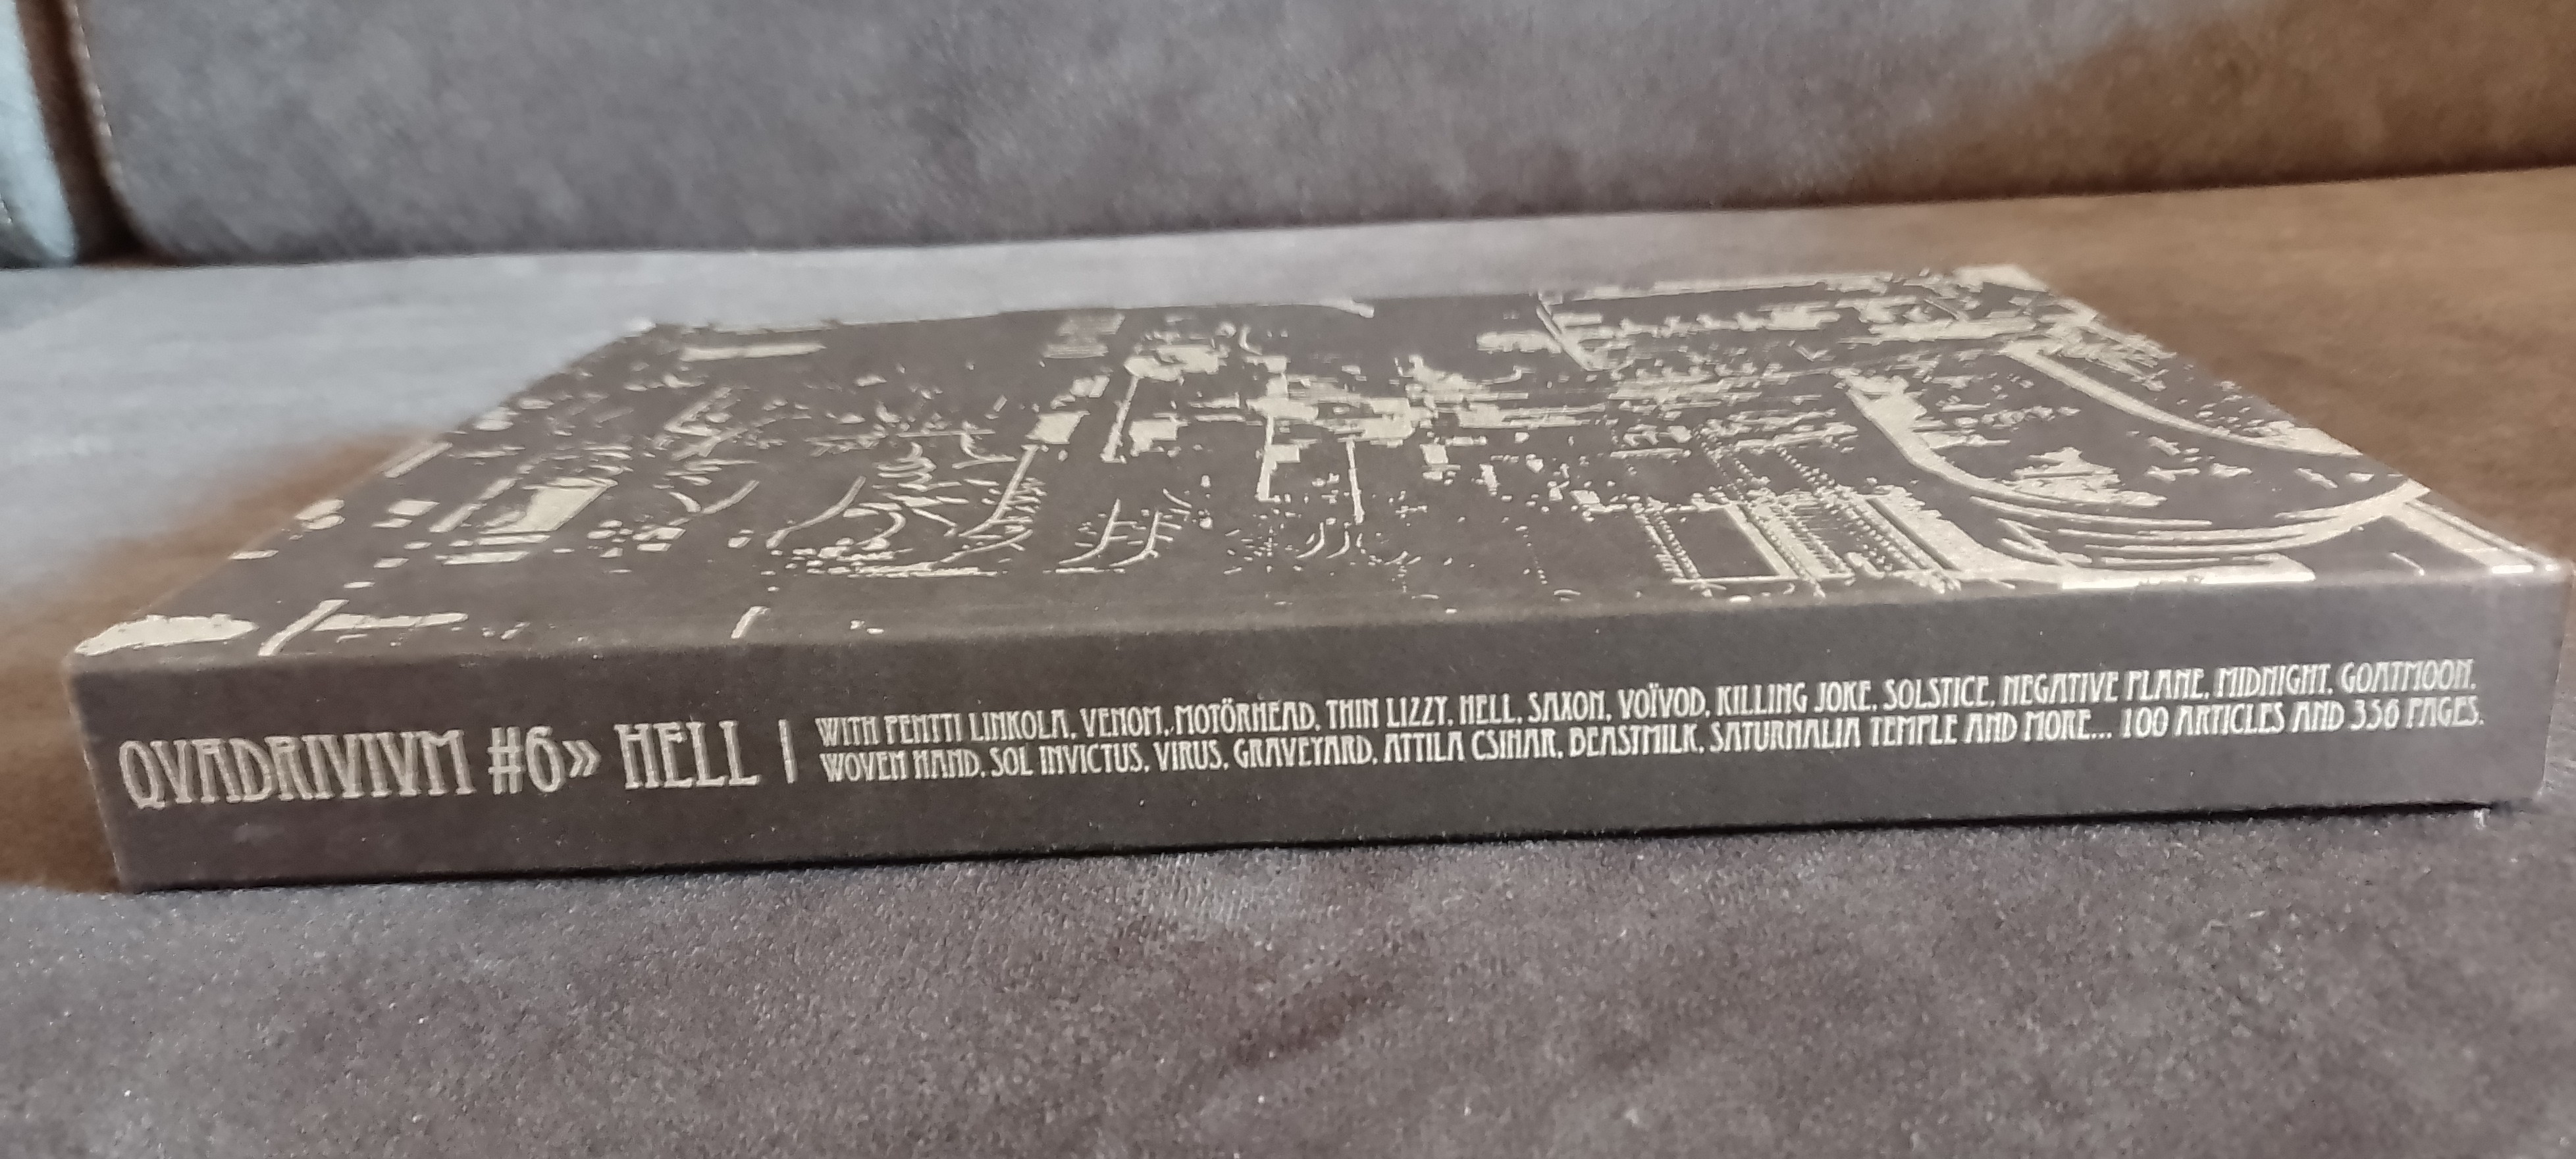 QVADRIVIVM #6» HELL
WITH PENTTI LINKOLA, VENOM, MOTÖRHEAD, THIN LIZZY, HELL, SAXON, VOÏVOD, KILLING JOKE, SOLSTICE, NEGATIVE PLANE, MIDNIGHT, GOATMOON,
WOVEN HAND, SOL INVICTUS, VIRUS, GRAVEYARD, ATTILA CSIHAR, BEASTMILK, SATURNALIA TEMPLE AND MORE... 100 ARTICLES AND 356 PAGES.